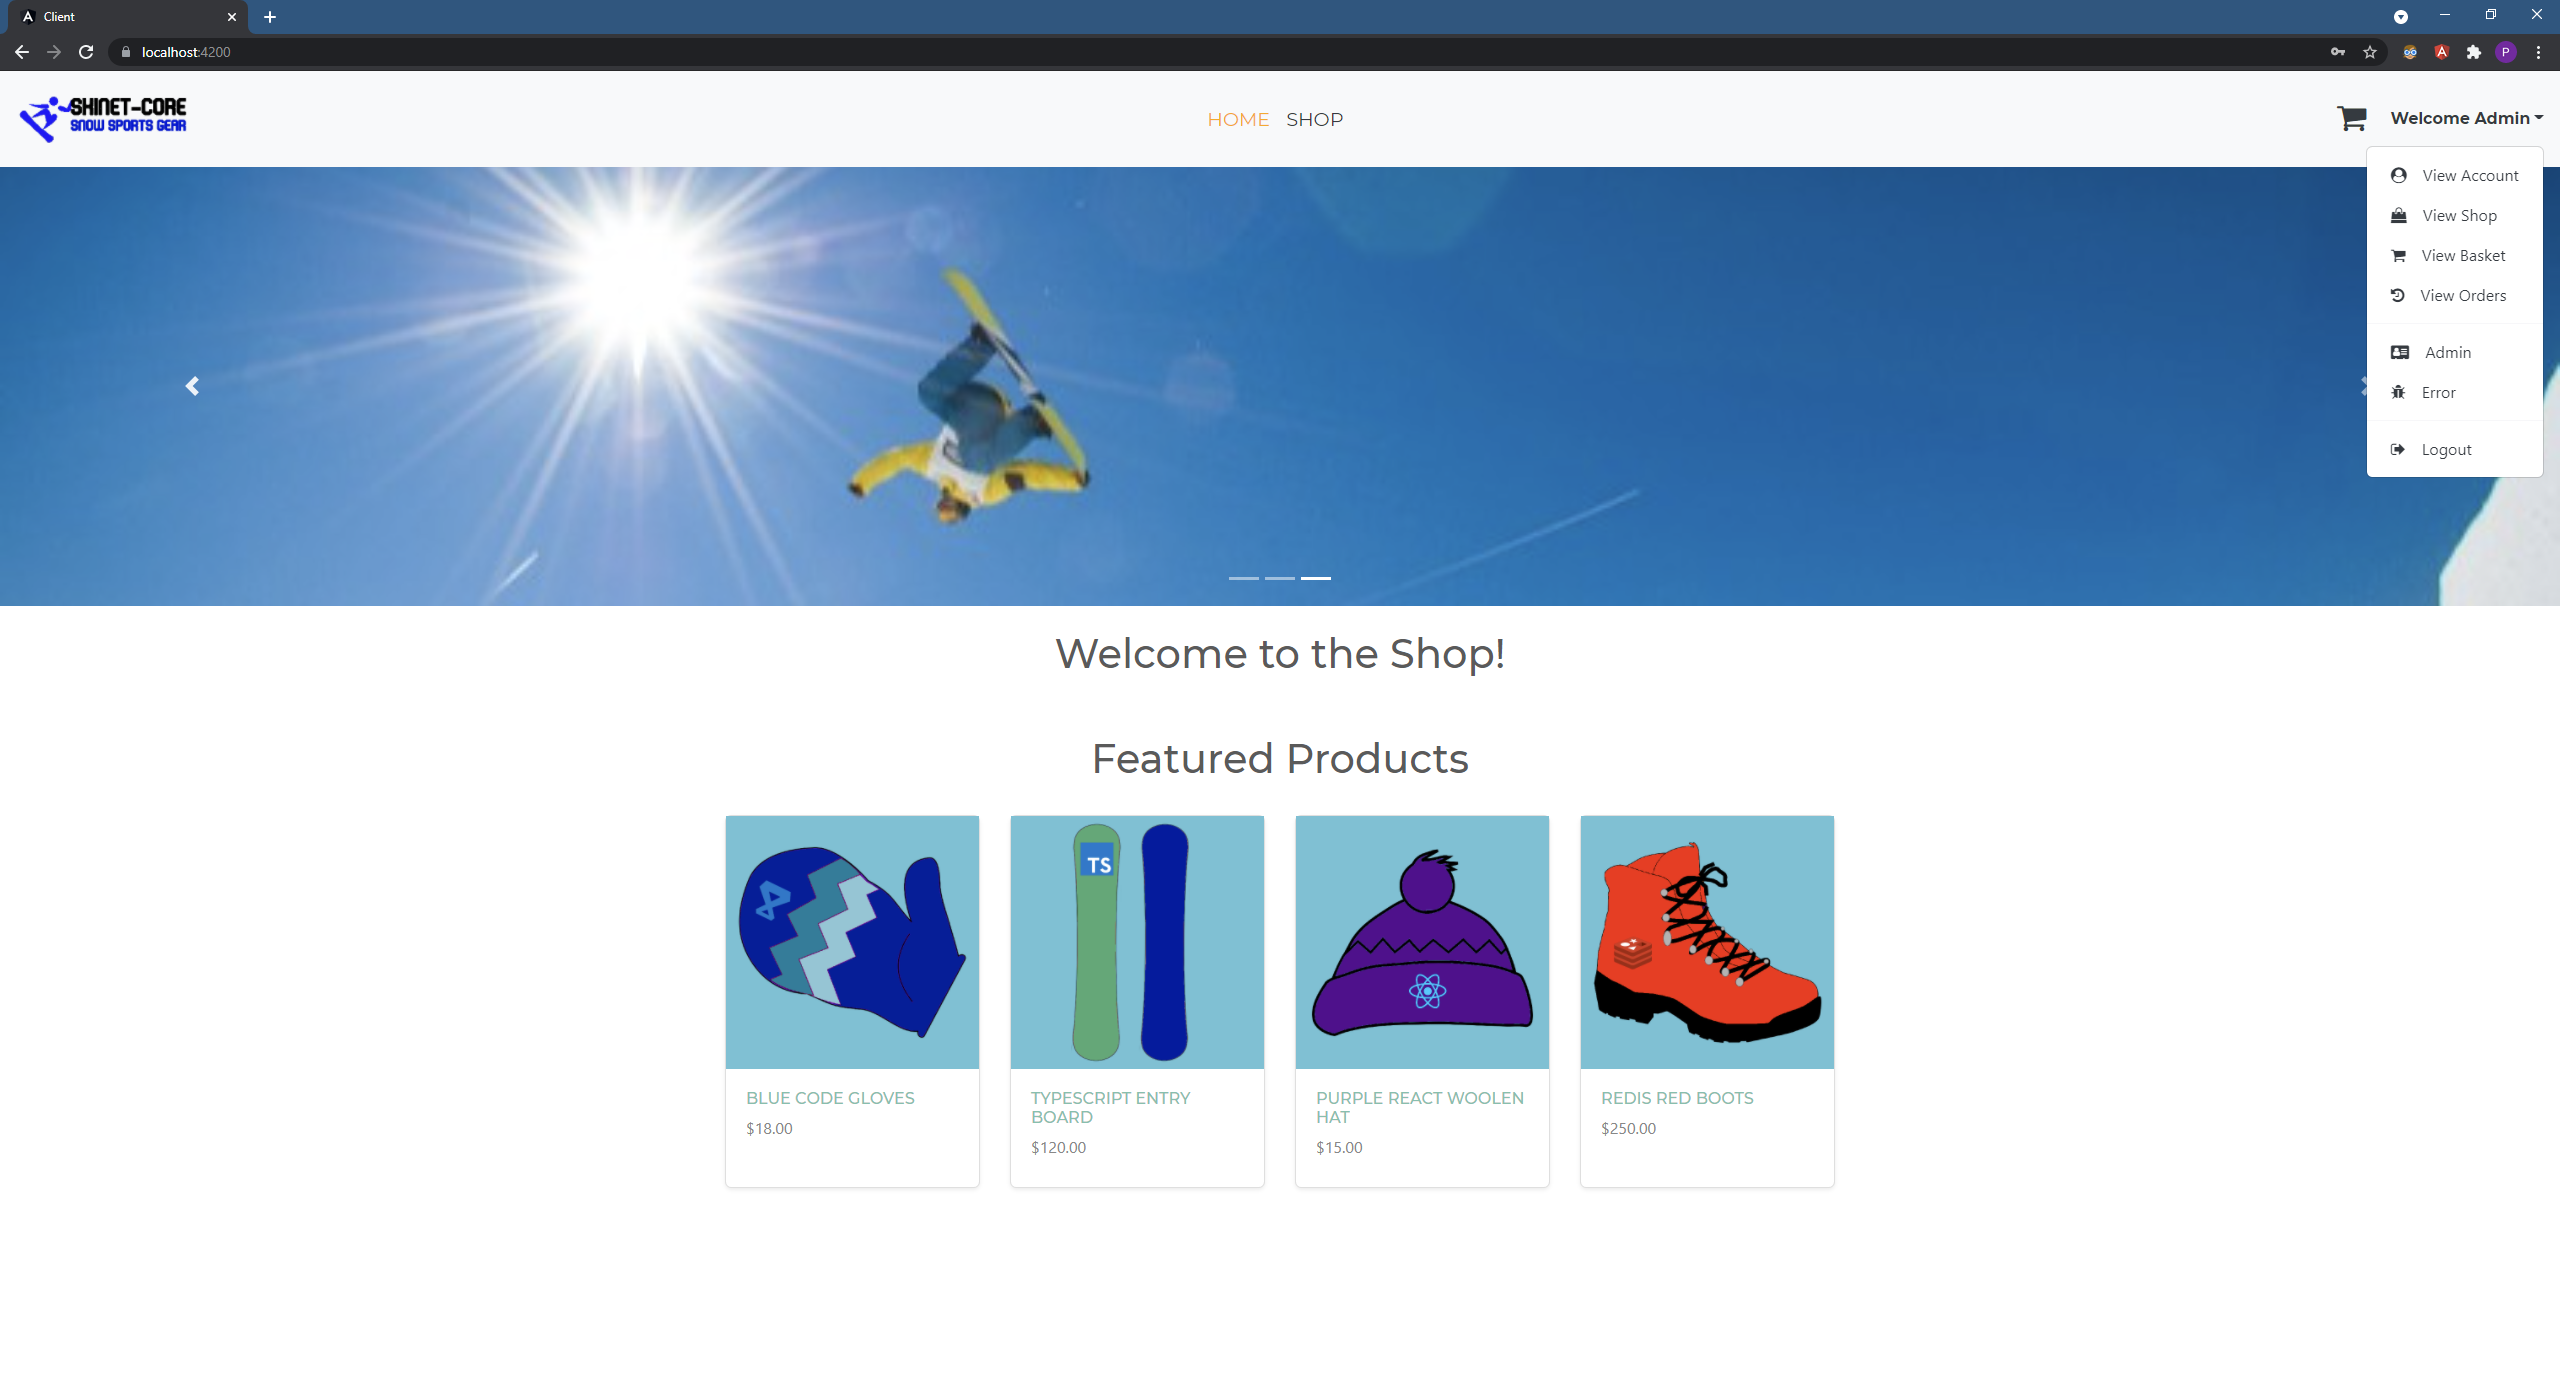 Client
localhost:4200
P
SKINET-CORE
SNOW SPORTS GEAR
HOME
SHOP
Welcome Admin
View Account
View Shop
View Basket
View Orders
Admin
Error
Logout
Welcome to the Shop!
Featured Products
TS
BLUE CODE GLOVES
$18.00
TYPESCRIPT ENTRY
BOARD
$120.00
PURPLE REACT WOOLEN
HAT
$15.00
REDIS RED BOOTS
$250.00